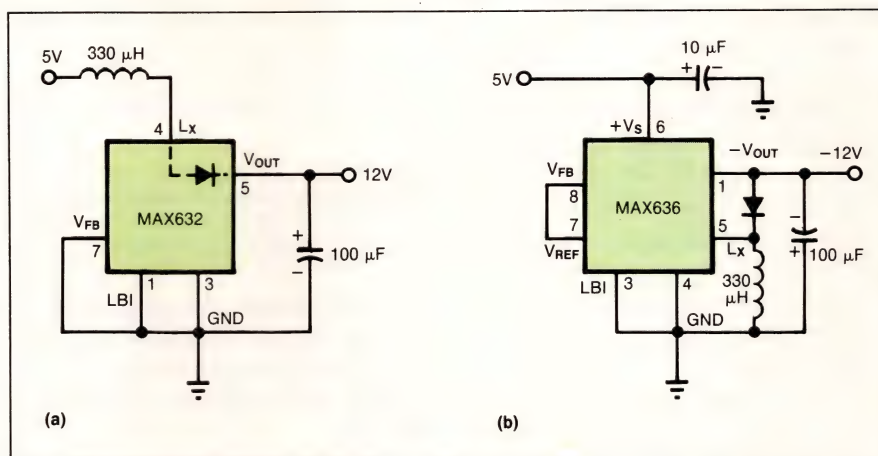 5V
330 µH
4
LX
VOUT
5
12V
MAX632
VFB
7
+
−
100 µF
LBI
1
3
GND
(a)
10 µF
+
−
5V
+VS
6
−VOUT
−12V
1
VFB
8
7
VREF
MAX636
5
LX
−
+
100 µF
330
µH
LBI
3
4
GND
(b)